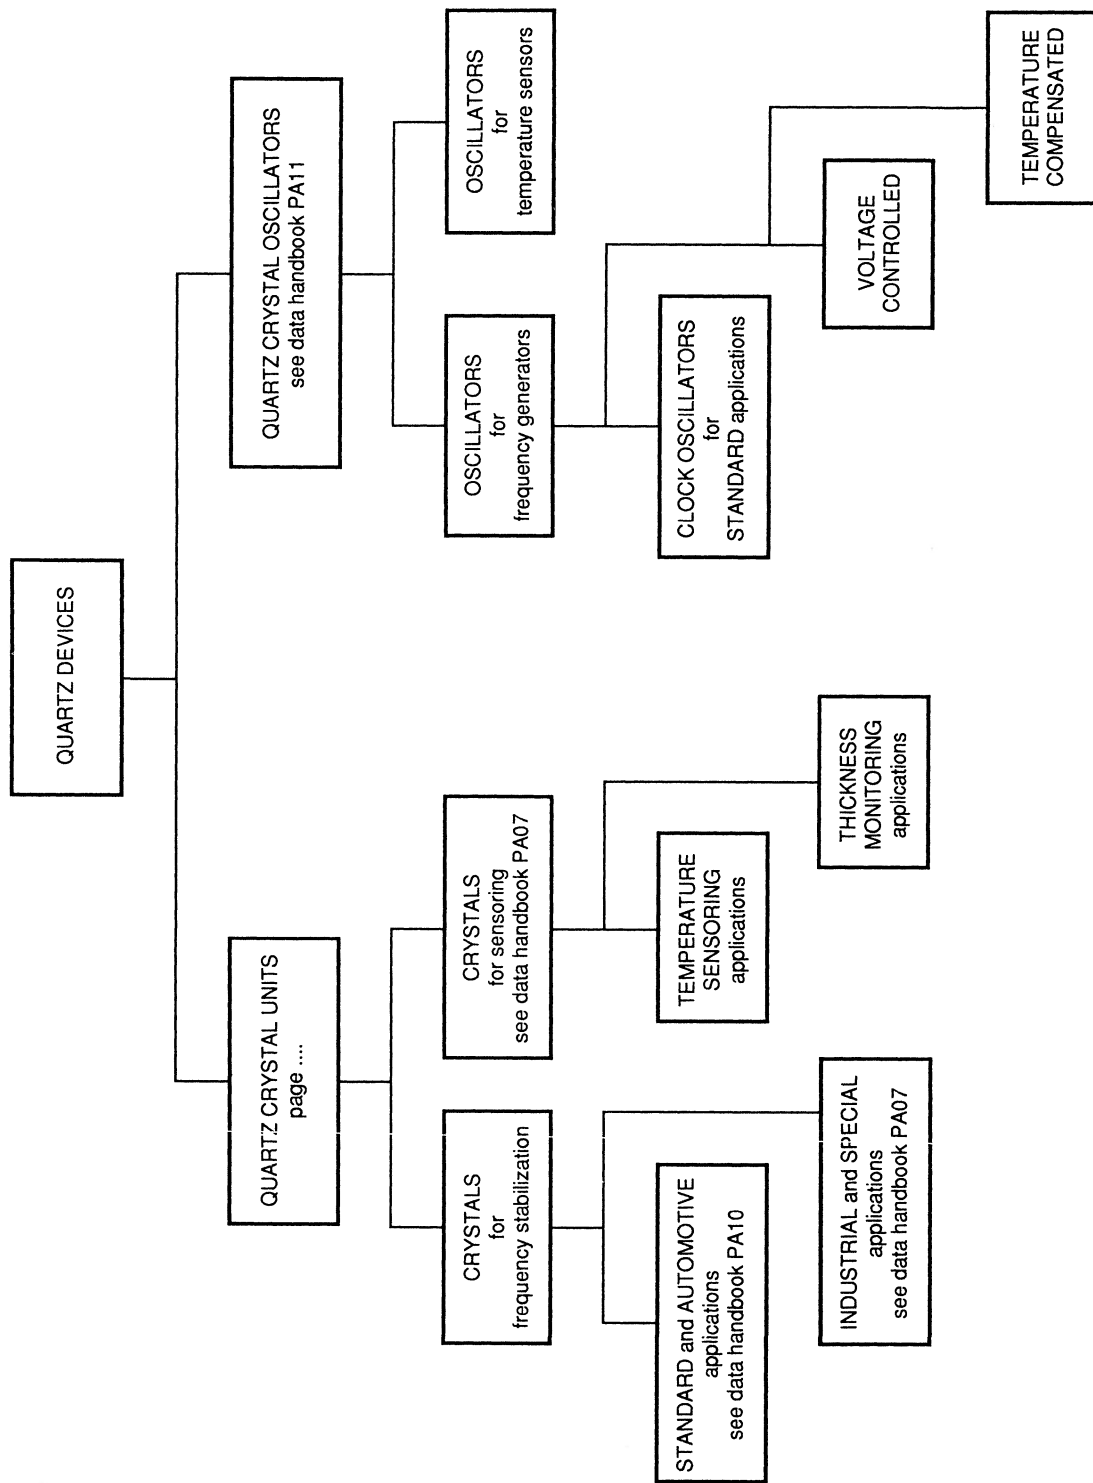 QUARTZ DEVICES
QUARTZ CRYSTAL UNITS
page ....
QUARTZ CRYSTAL OSCILLATORS
see data handbook PA11
CRYSTALS
for
frequency stabilization
CRYSTALS
for sensoring
see data handbook PA07
OSCILLATORS
for
frequency generators
OSCILLATORS
for
temperature sensors
STANDARD and AUTOMOTIVE
applications
see data handbook PA10
TEMPERATURE
SENSORING
applications
CLOCK OSCILLATORS
for
STANDARD applications
INDUSTRIAL and SPECIAL
applications
see data handbook PA07
THICKNESS
MONITORING
applications
VOLTAGE
CONTROLLED
TEMPERATURE
COMPENSATED